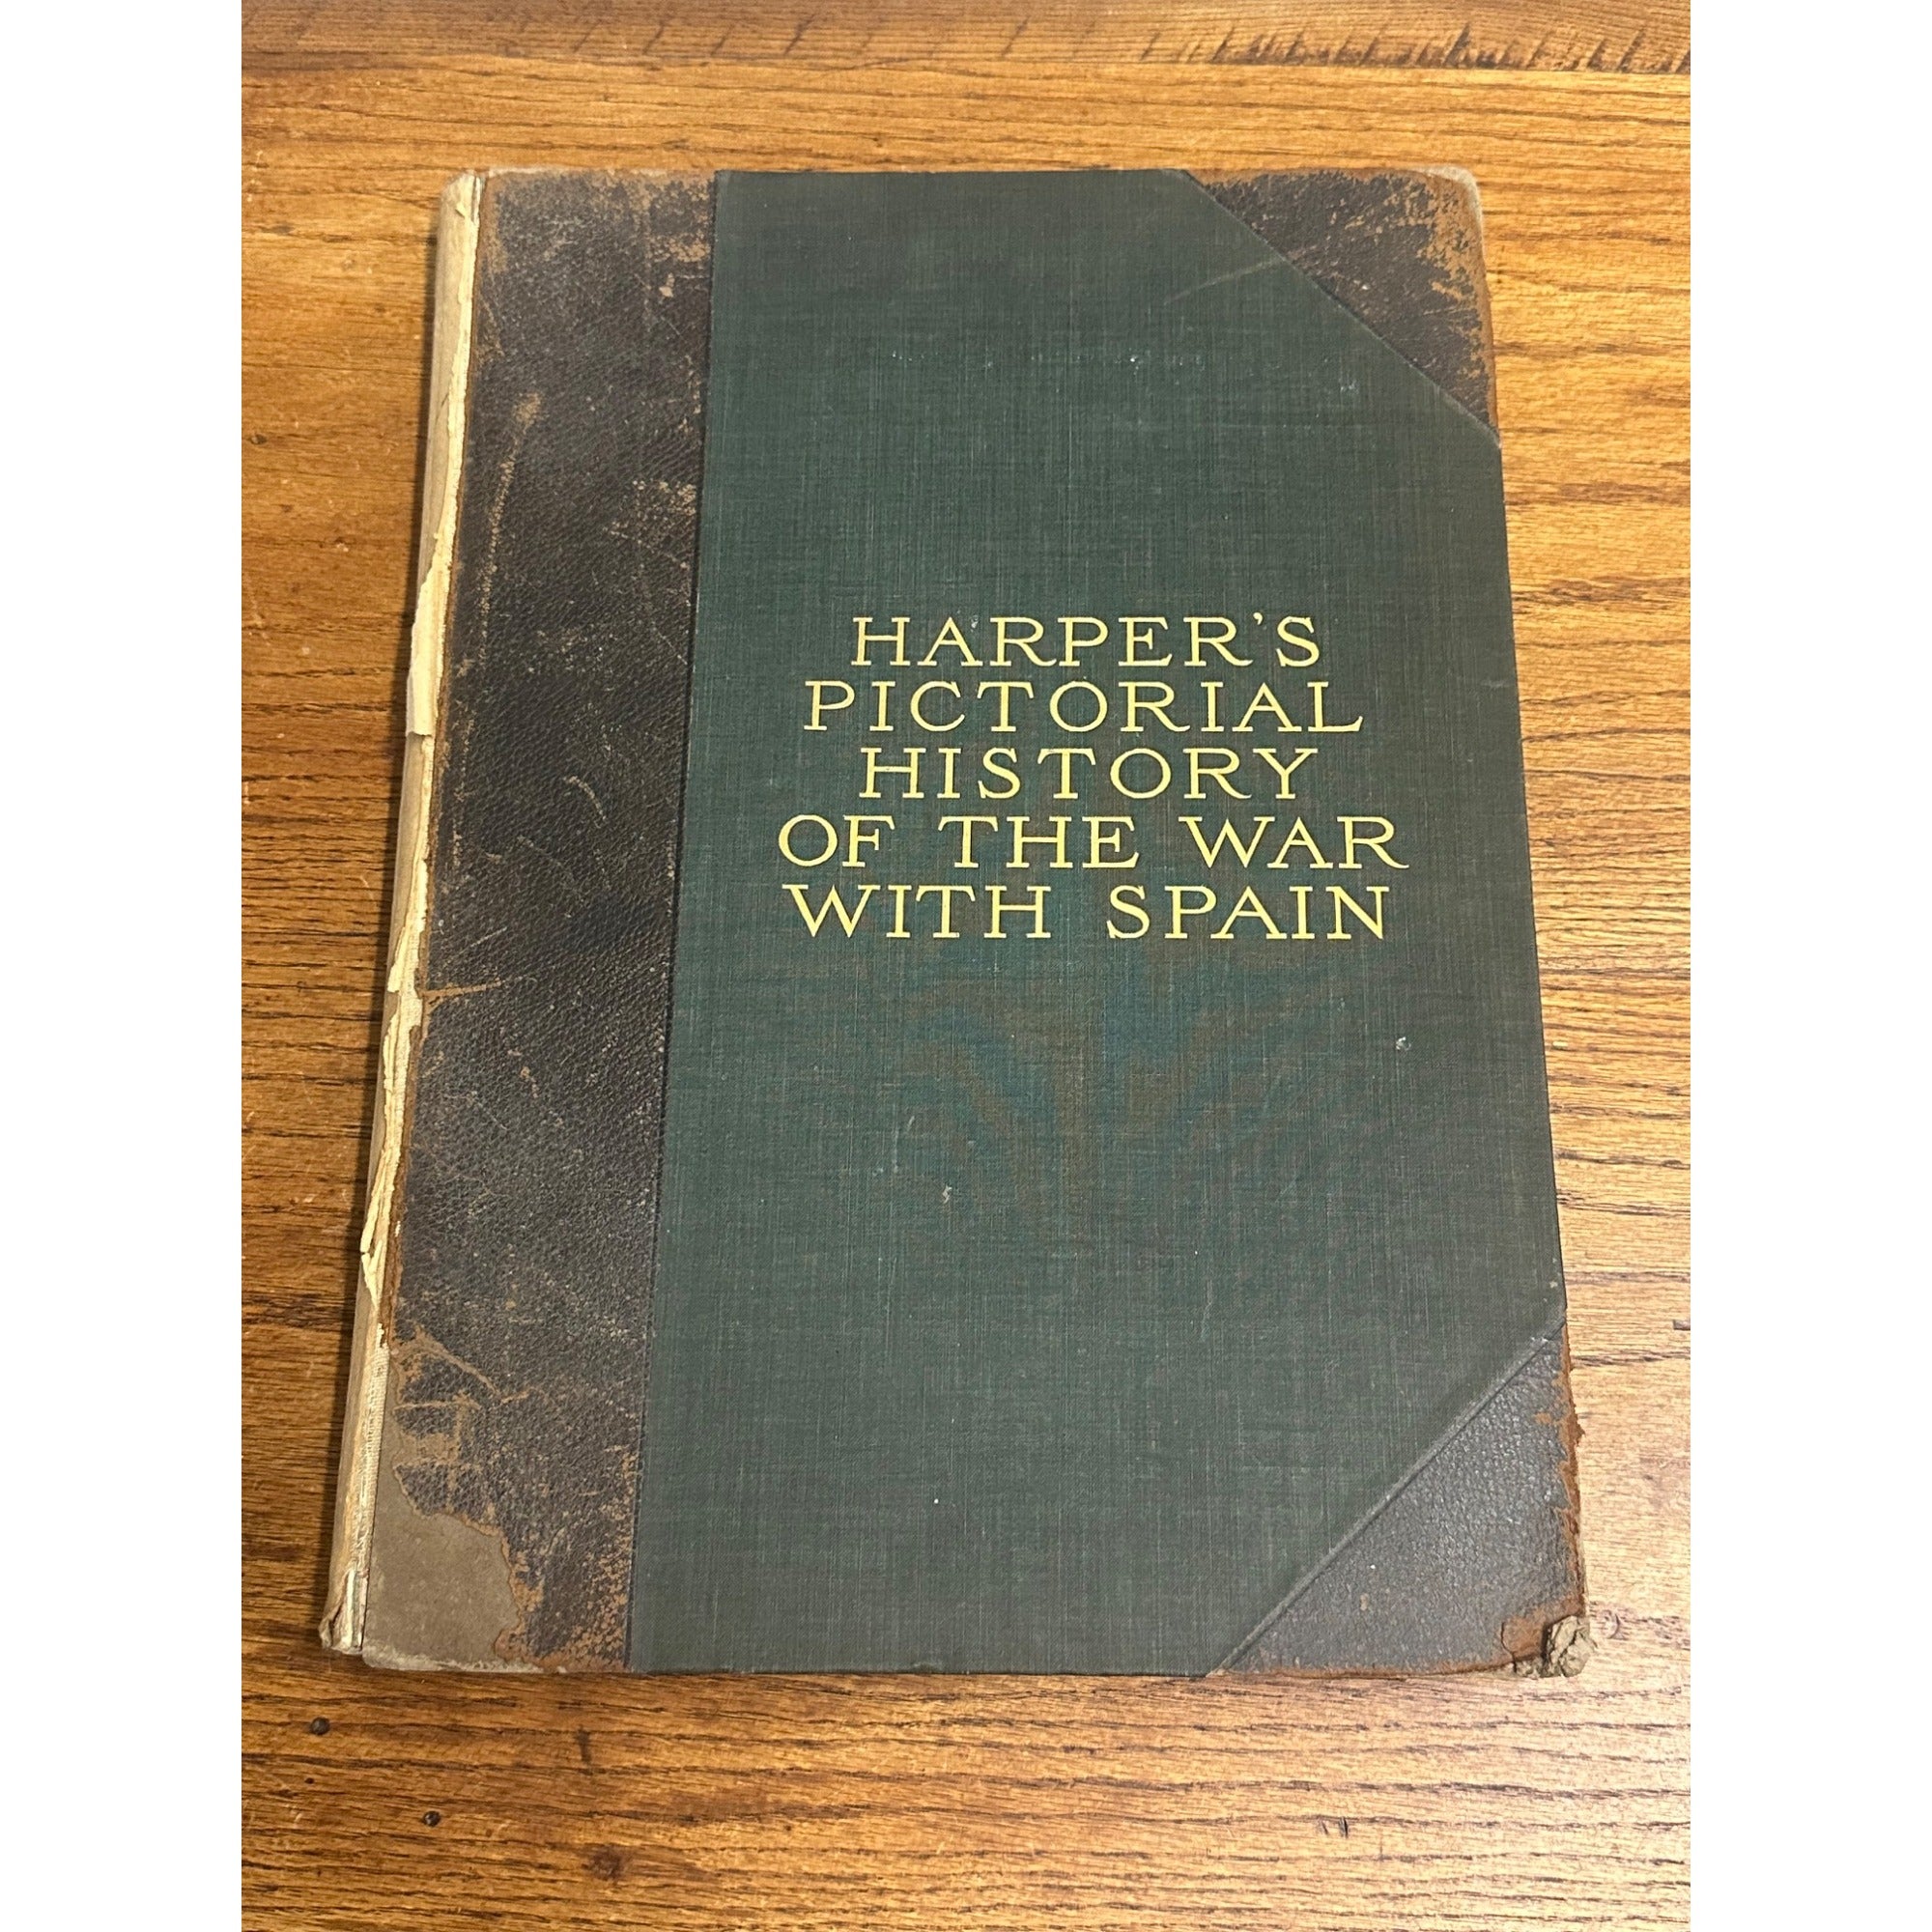 HARPER'S
PICTORIAL
HISTORY
OF THE WAR
WITH SPAIN